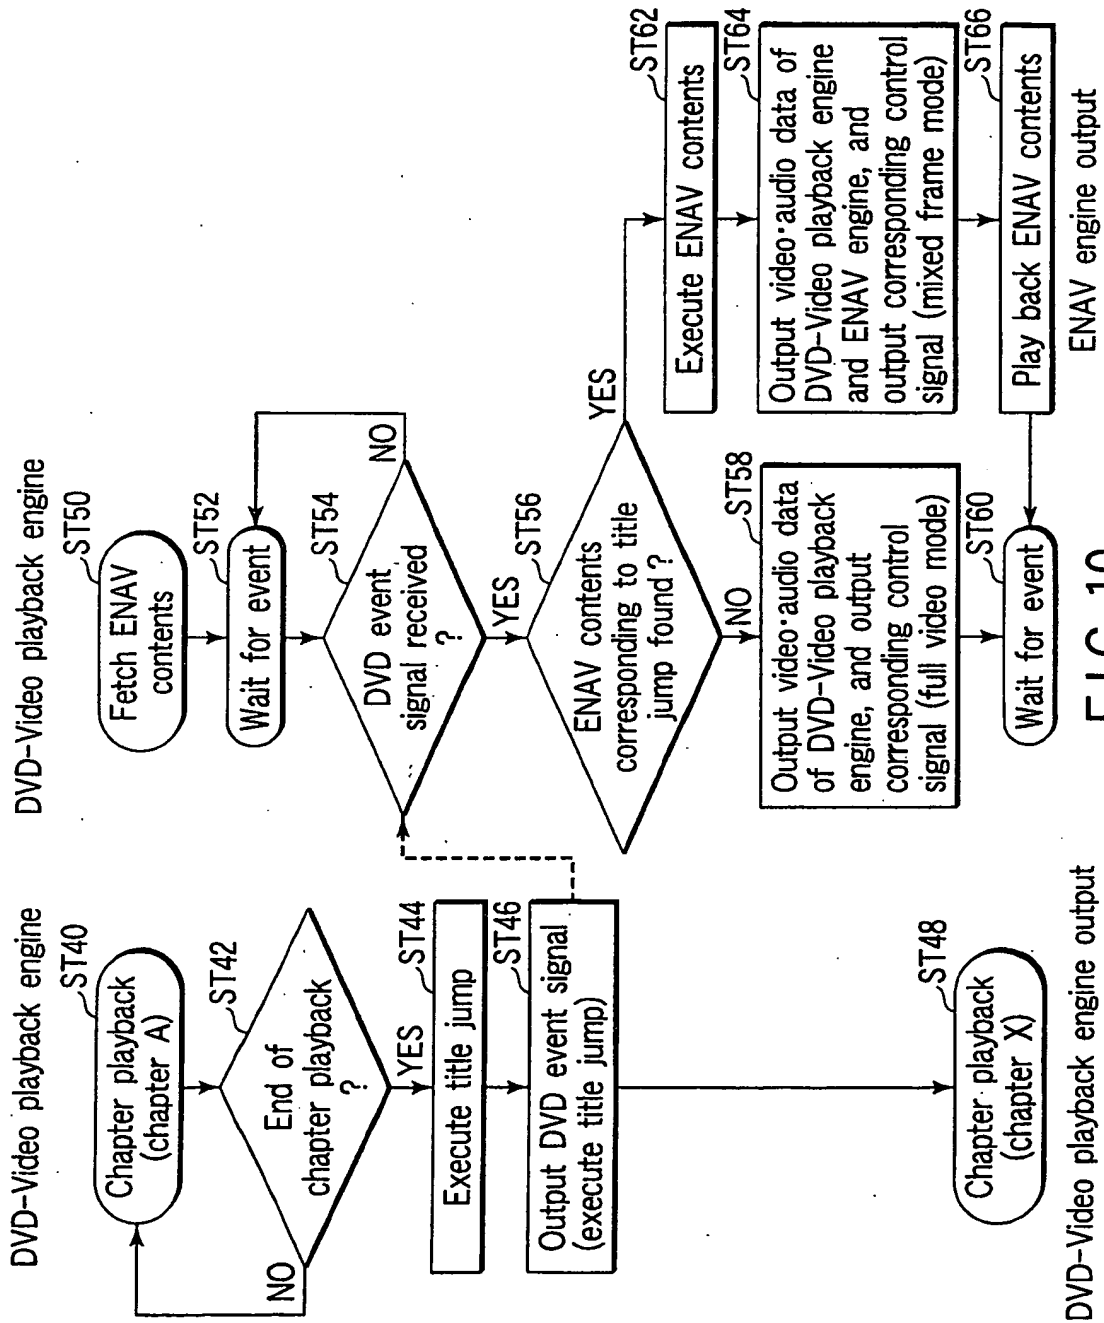 DVD-Video playback engine
ST40
Chapter playback
(chapter A)
ST42
End of
chapter playback
?
NO
YES
ST44
Execute title jump
ST46
Output DVD event signal
(execute title jump)
ST48
Chapter playback
(chapter X)
DVD-Video playback engine output
DVD-Video playback engine
ST50
Fetch ENAV
contents
ST52
Wait for event
ST54
DVD event
signal received
?
NO
YES
ST56
ENAV contents
corresponding to title
jump found ?
YES
NO
ST58
Output video·audio data
of DVD-Video playback
engine, and output
corresponding control
signal (full video mode)
ST60
Wait for event
ST62
Execute ENAV contents
ST64
Output video·audio data of
DVD-Video playback engine
and ENAV engine, and
output corresponding control
signal (mixed frame mode)
ST66
Play back ENAV contents
ENAV engine output